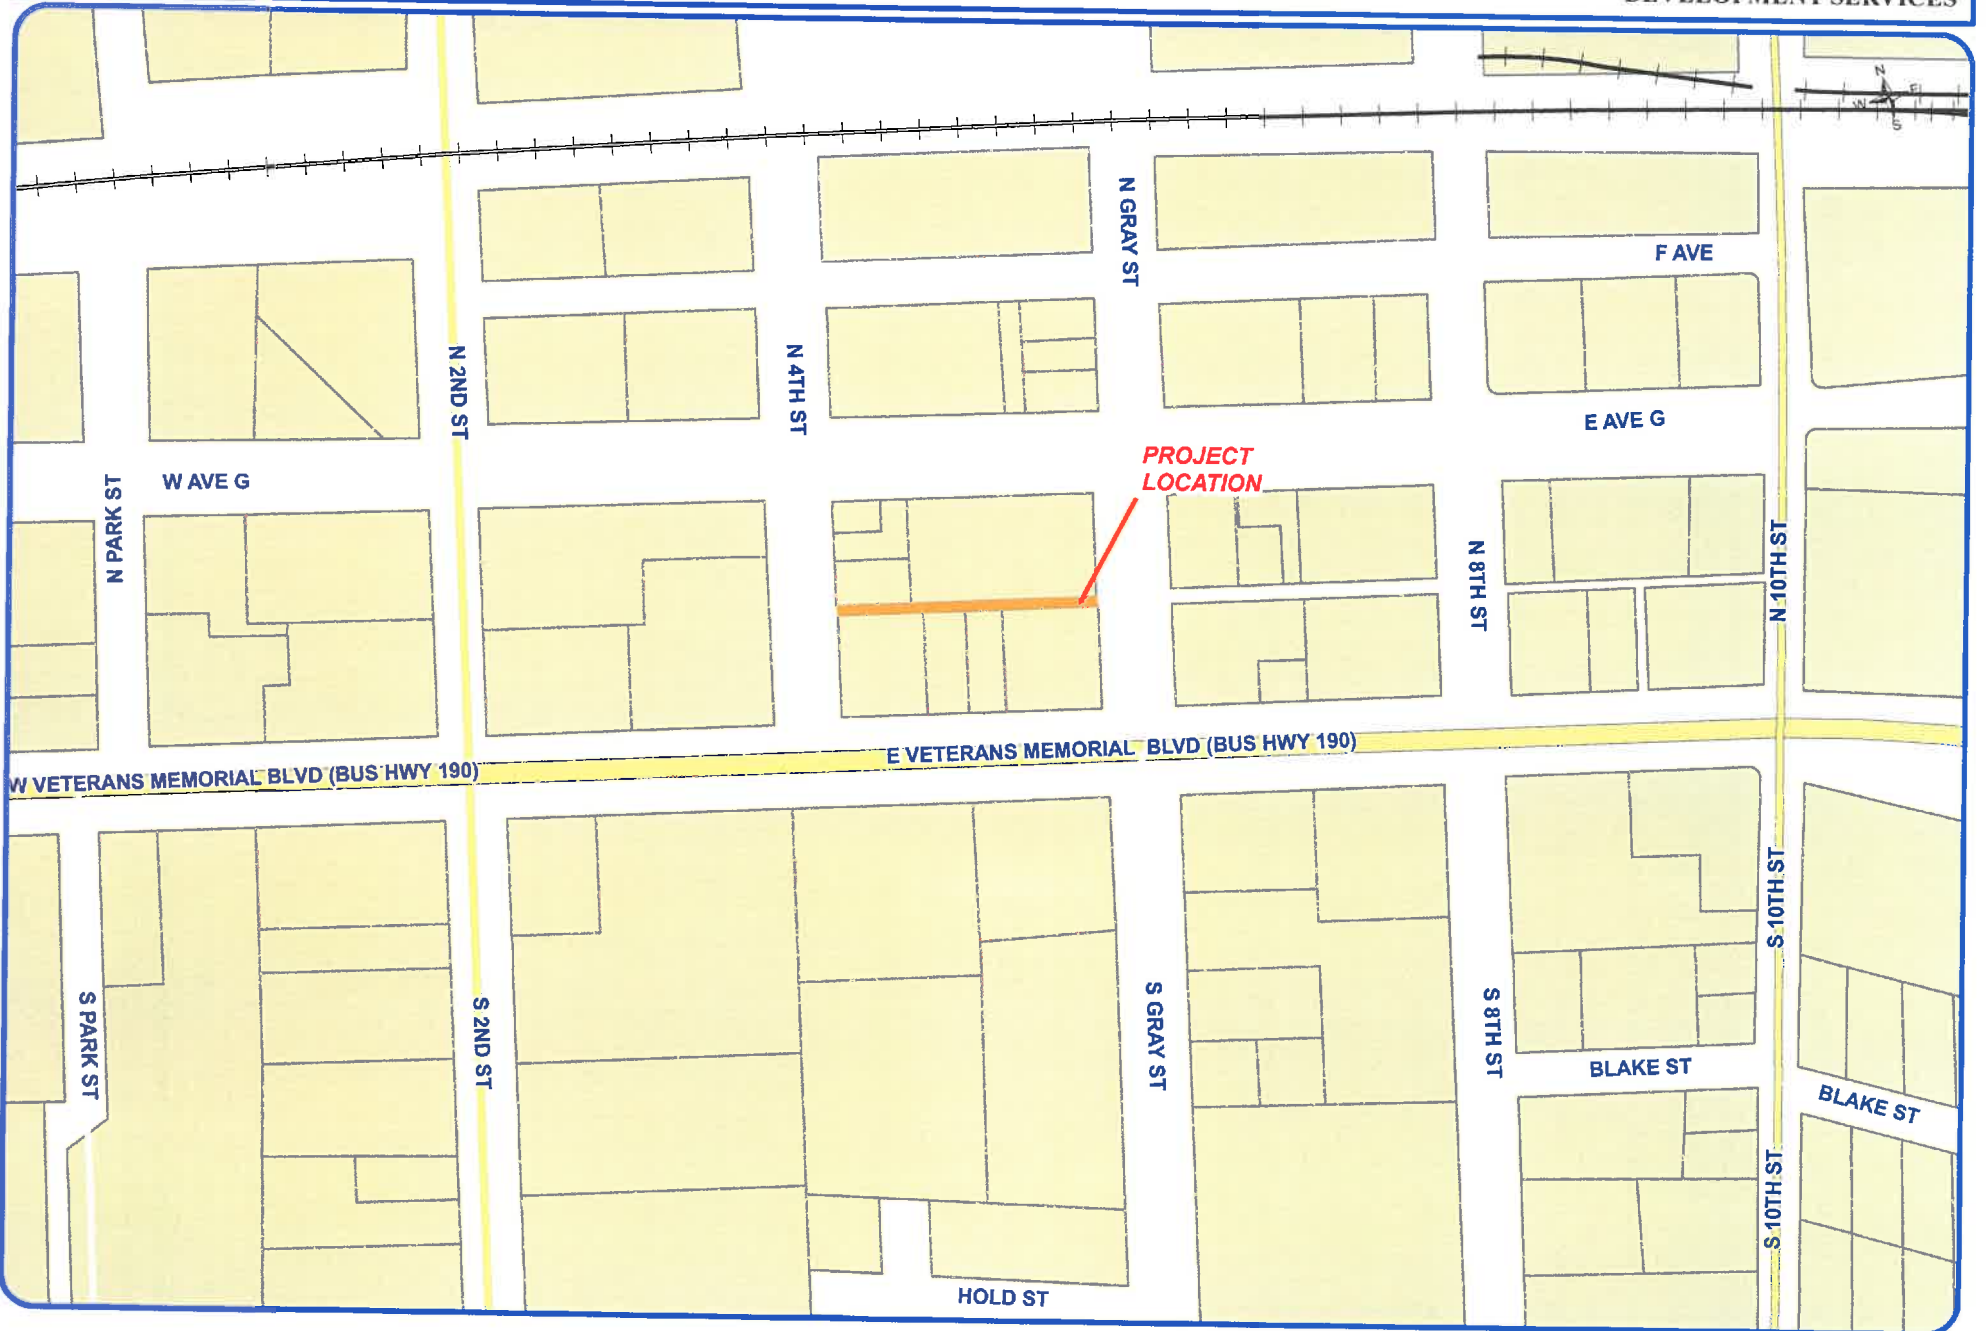 DEVELOPMENT SERVICES
N
W
E
S
N GRAY ST
F AVE
N 2ND ST
N 4TH ST
E AVE G
PROJECT
LOCATION
W AVE G
N PARK ST
N 8TH ST
N 10TH ST
E VETERANS MEMORIAL BLVD (BUS HWY 190)
W VETERANS MEMORIAL BLVD (BUS HWY 190)
S 10TH ST
S PARK ST
S 2ND ST
S GRAY ST
S 8TH ST
BLAKE ST
BLAKE ST
S 10TH ST
HOLD ST